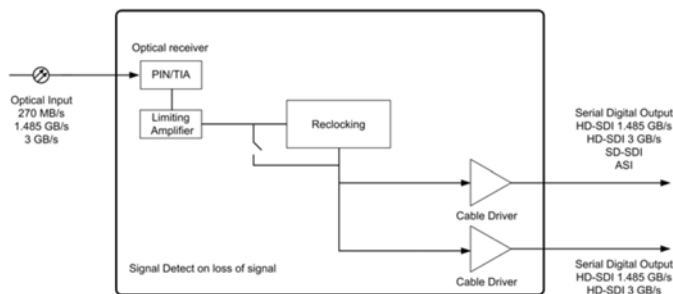 Optical receiver
PIN/TIA
Optical Input
270 MB/s
1.485 GB/s
3 GB/s
Limiting
Amplifier
Reclocking
Serial Digital Output
HD-SDI 1.485 GB/s
HD-SDI 3 GB/s
SD-SDI
ASI
Cable Driver
Signal Detect on loss of signal
Cable Driver
Serial Digital Output
HD-SDI 1.485 GB/s
HD-SDI 3 GB/s